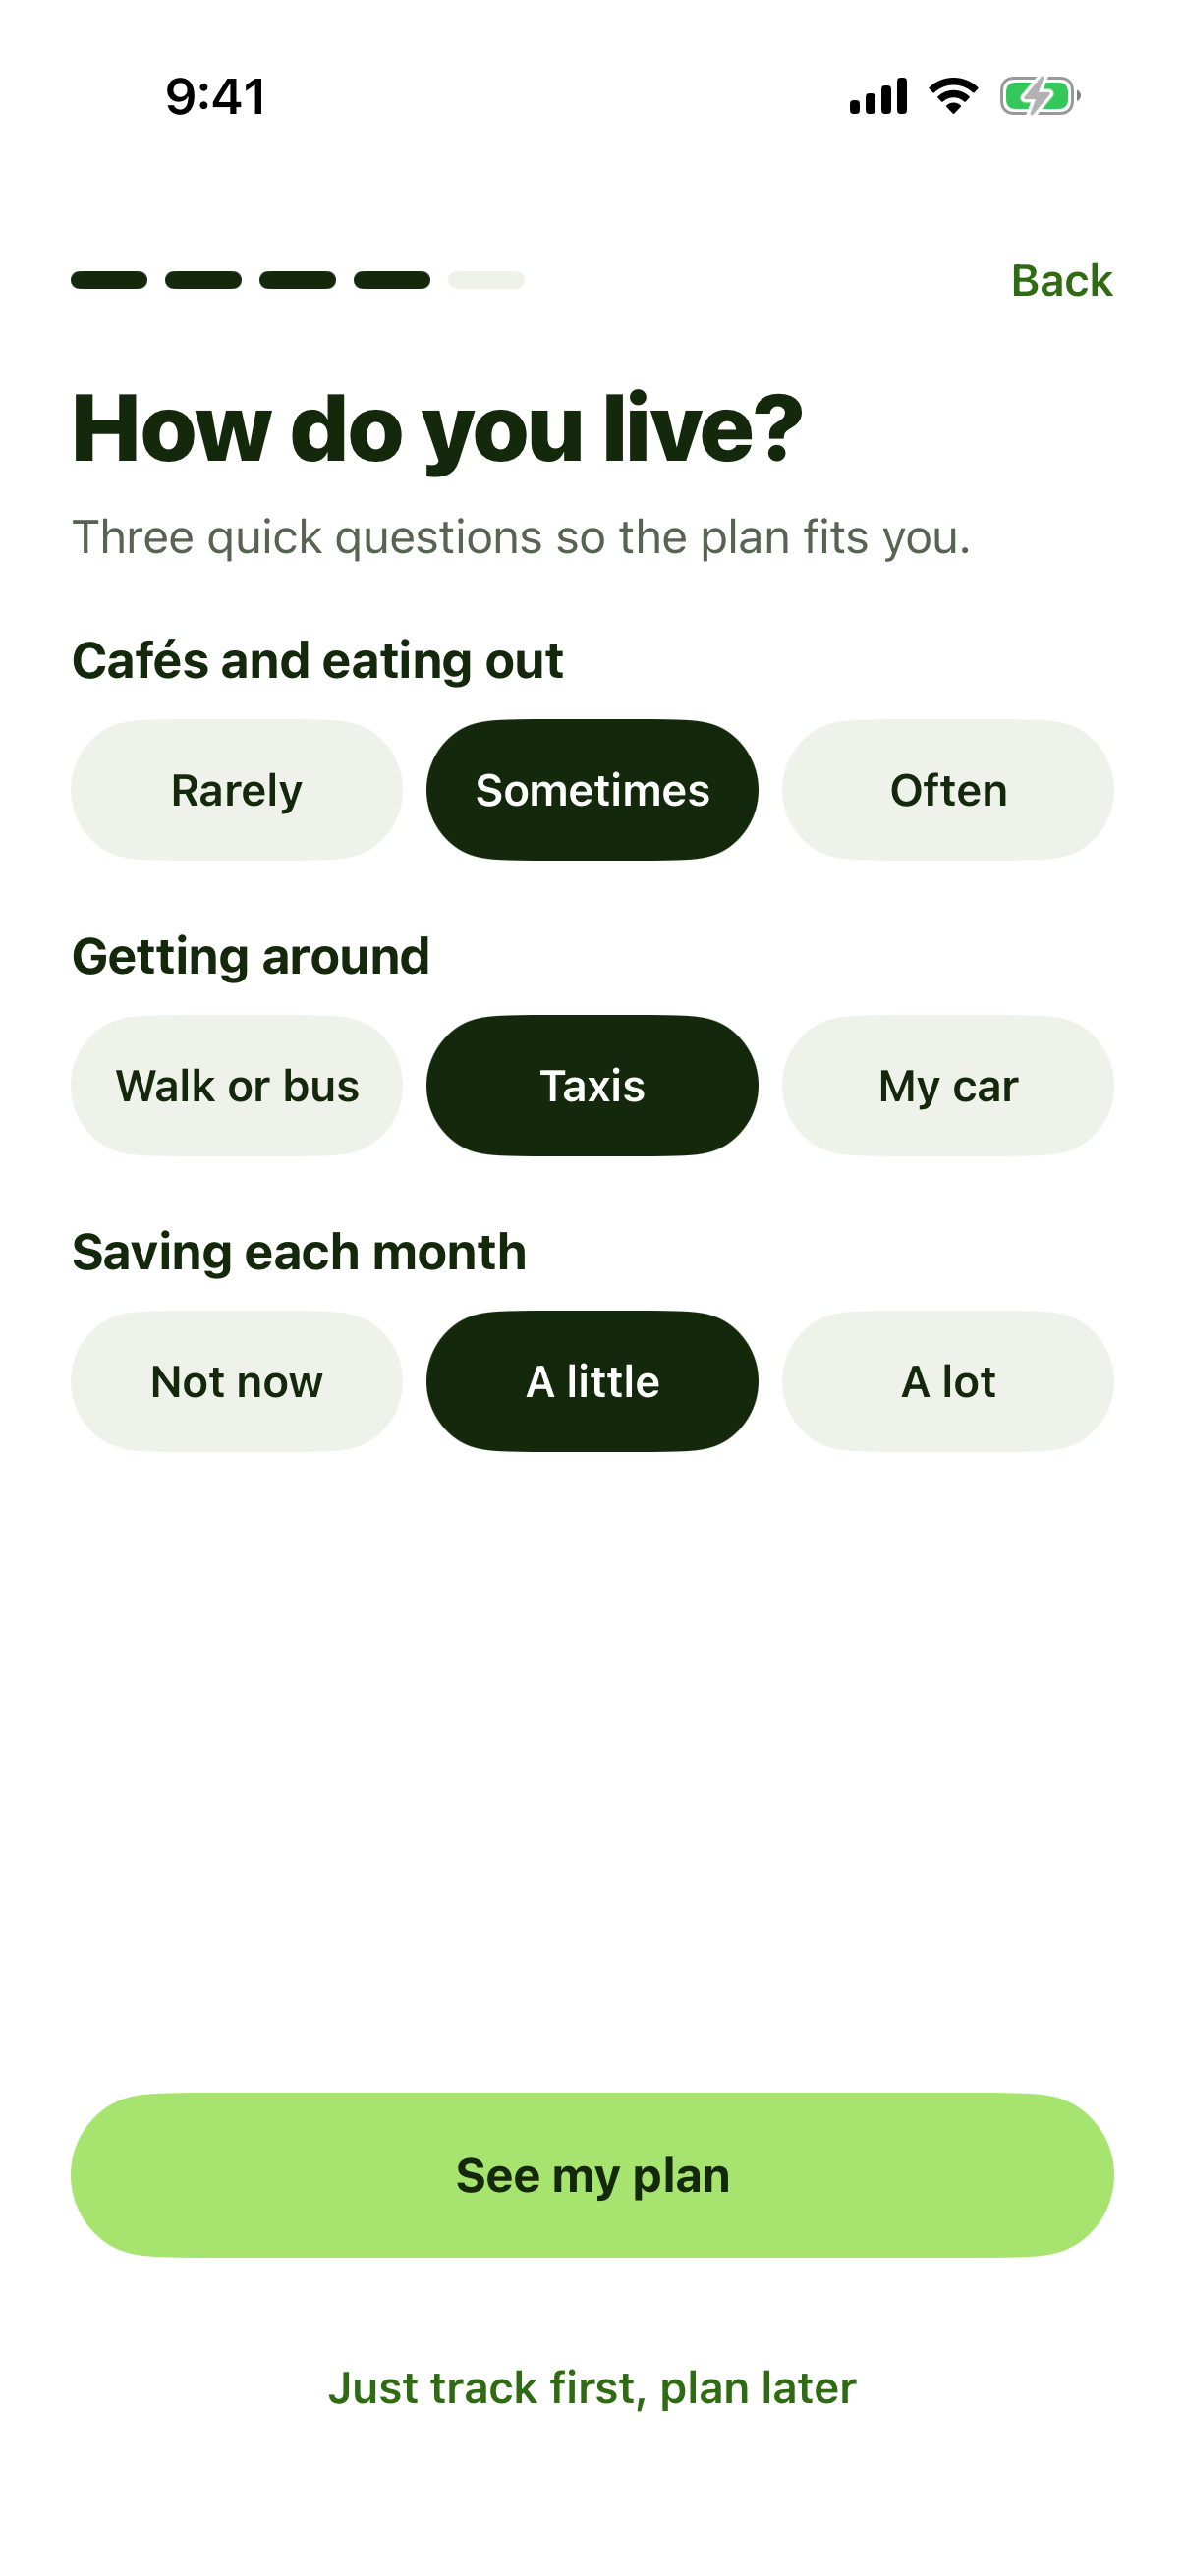 9:41
Back
How do you live?
Three quick questions so the plan fits you.
Cafés and eating out
Rarely
Sometimes
Often
Getting around
Walk or bus
Taxis
My car
Saving each month
Not now
A little
A lot
See my plan
Just track first, plan later